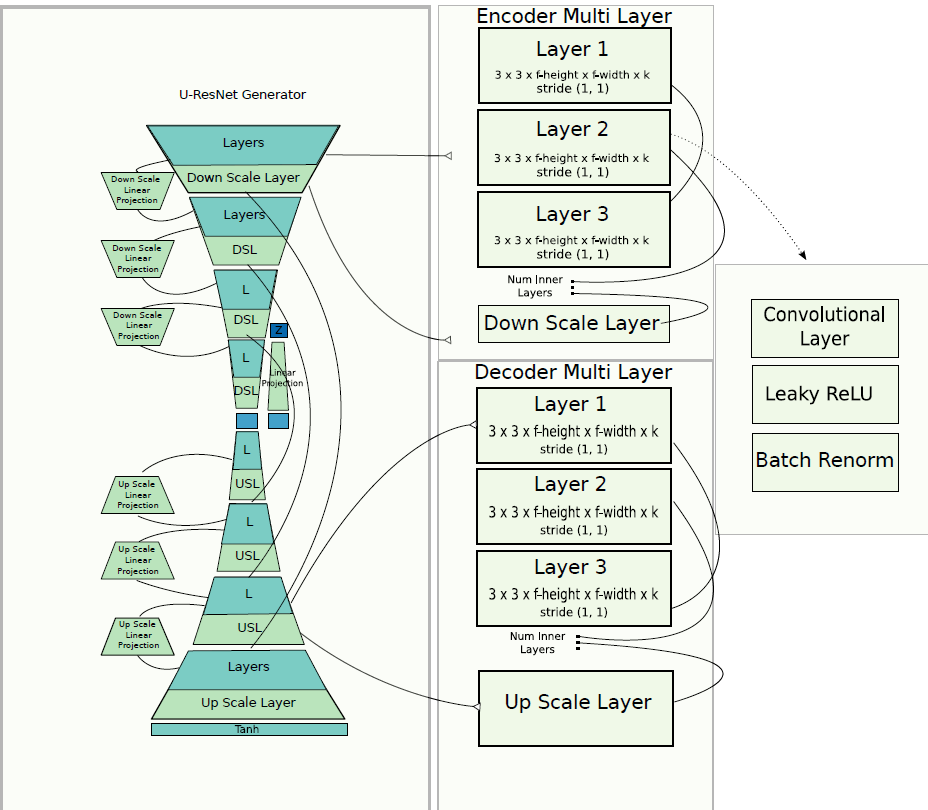 U-ResNet Generator
Layers
Down Scale Layer
Down Scale
Linear
Projection
Layers
DSL
Down Scale
Linear
Projection
L
DSL
Down Scale
Linear
Projection
Z
L
DSL
Linear
Projection
L
USL
Up Scale
Linear
Projection
L
USL
Up Scale
Linear
Projection
L
USL
Up Scale
Linear
Projection
Layers
Up Scale Layer
Tanh
Encoder Multi Layer
Layer 1
3 x 3 x f-height x f-width x k
stride (1, 1)
Layer 2
3 x 3 x f-height x f-width x k
stride (1, 1)
Layer 3
3 x 3 x f-height x f-width x k
stride (1, 1)
Num Inner
Layers
Down Scale Layer
Decoder Multi Layer
Layer 1
3 x 3 x f-height x f-width x k
stride (1, 1)
Layer 2
3 x 3 x f-height x f-width x k
stride (1, 1)
Layer 3
3 x 3 x f-height x f-width x k
stride (1, 1)
Num Inner
Layers
Up Scale Layer
Convolutional
Layer
Leaky ReLU
Batch Renorm